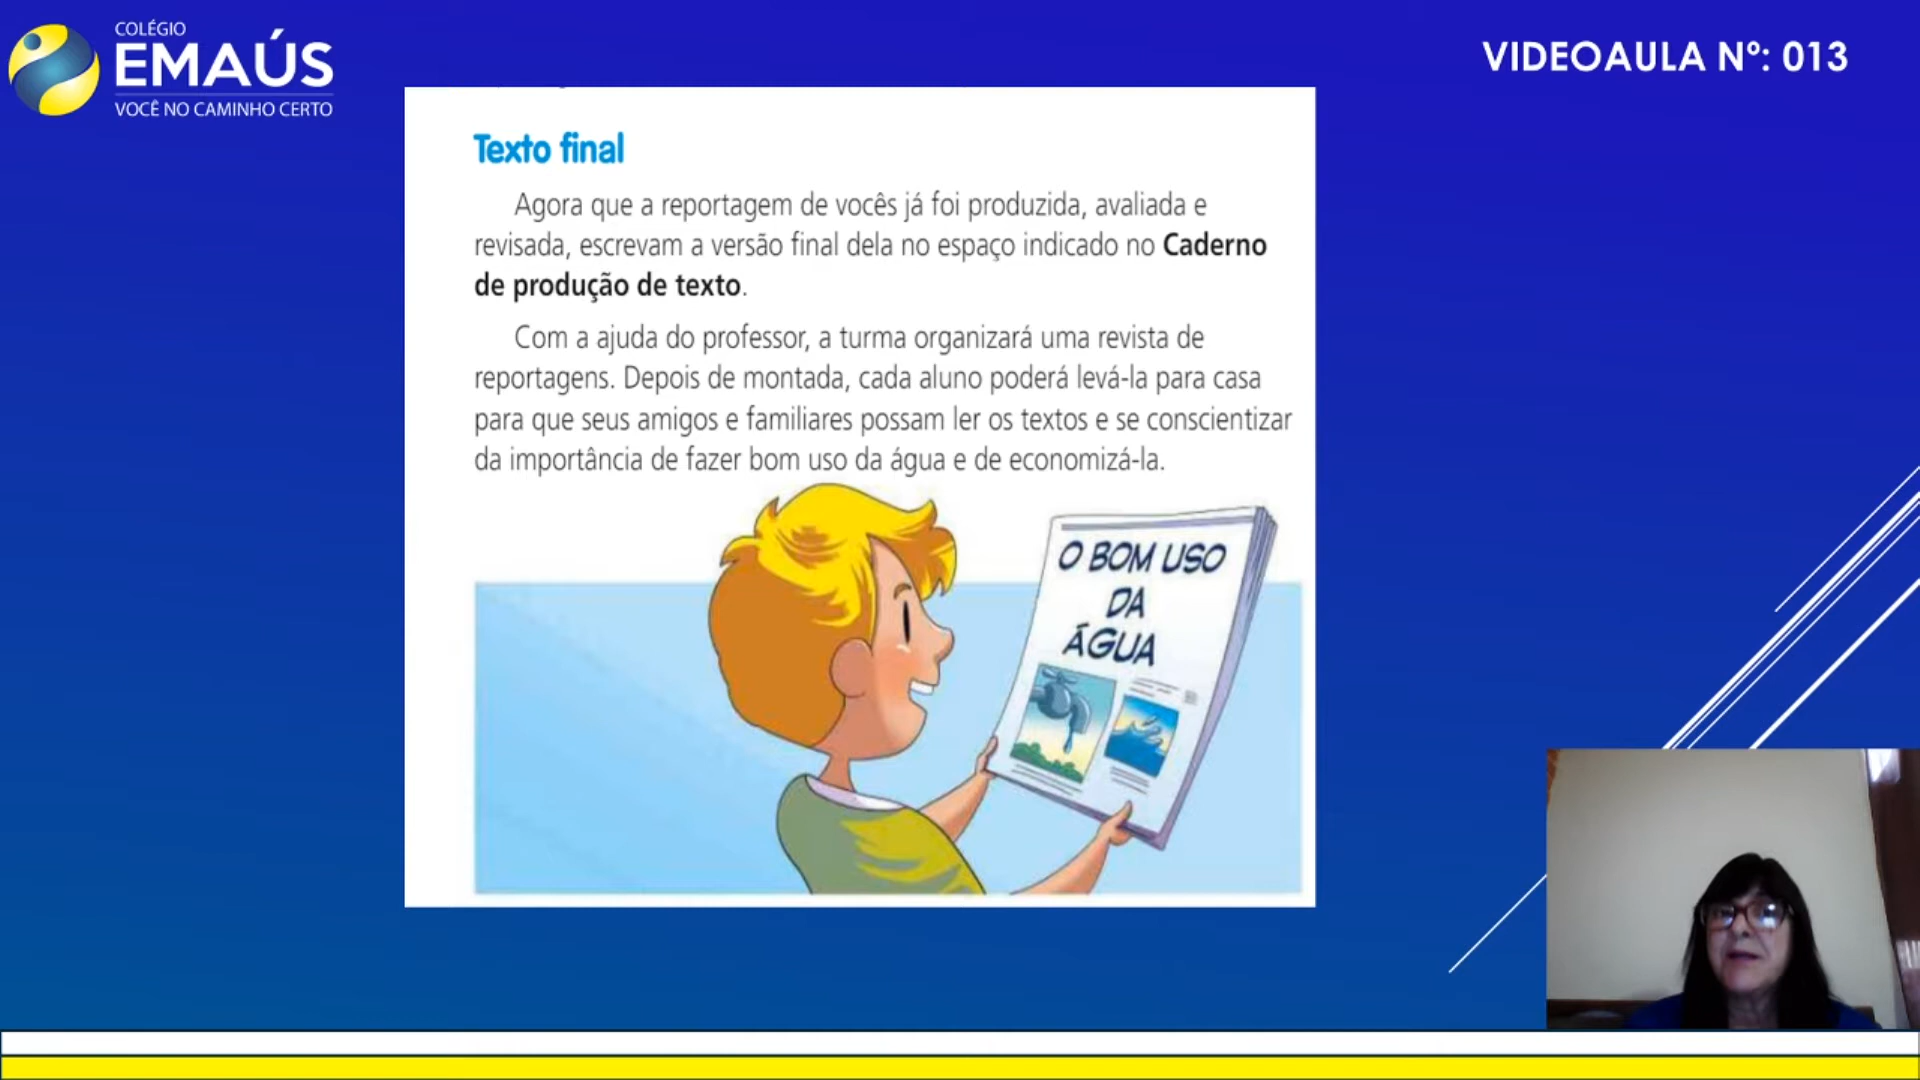 COLÉGIO
EMAÚS
VOCÊ NO CAMINHO CERTO
VIDEOAULA Nº: 013
Texto final
Agora que a reportagem de vocês já foi produzida, avaliada e
revisada, escrevam a versão final dela no espaço indicado no Caderno
de produção de texto.
Com a ajuda do professor, a turma organizará uma revista de
reportagens. Depois de montada, cada aluno poderá levá-la para casa
para que seus amigos e familiares possam ler os textos e se conscientizar
da importância de fazer bom uso da água e de economizá-la.
O BOM USO
DA
ÁGUA